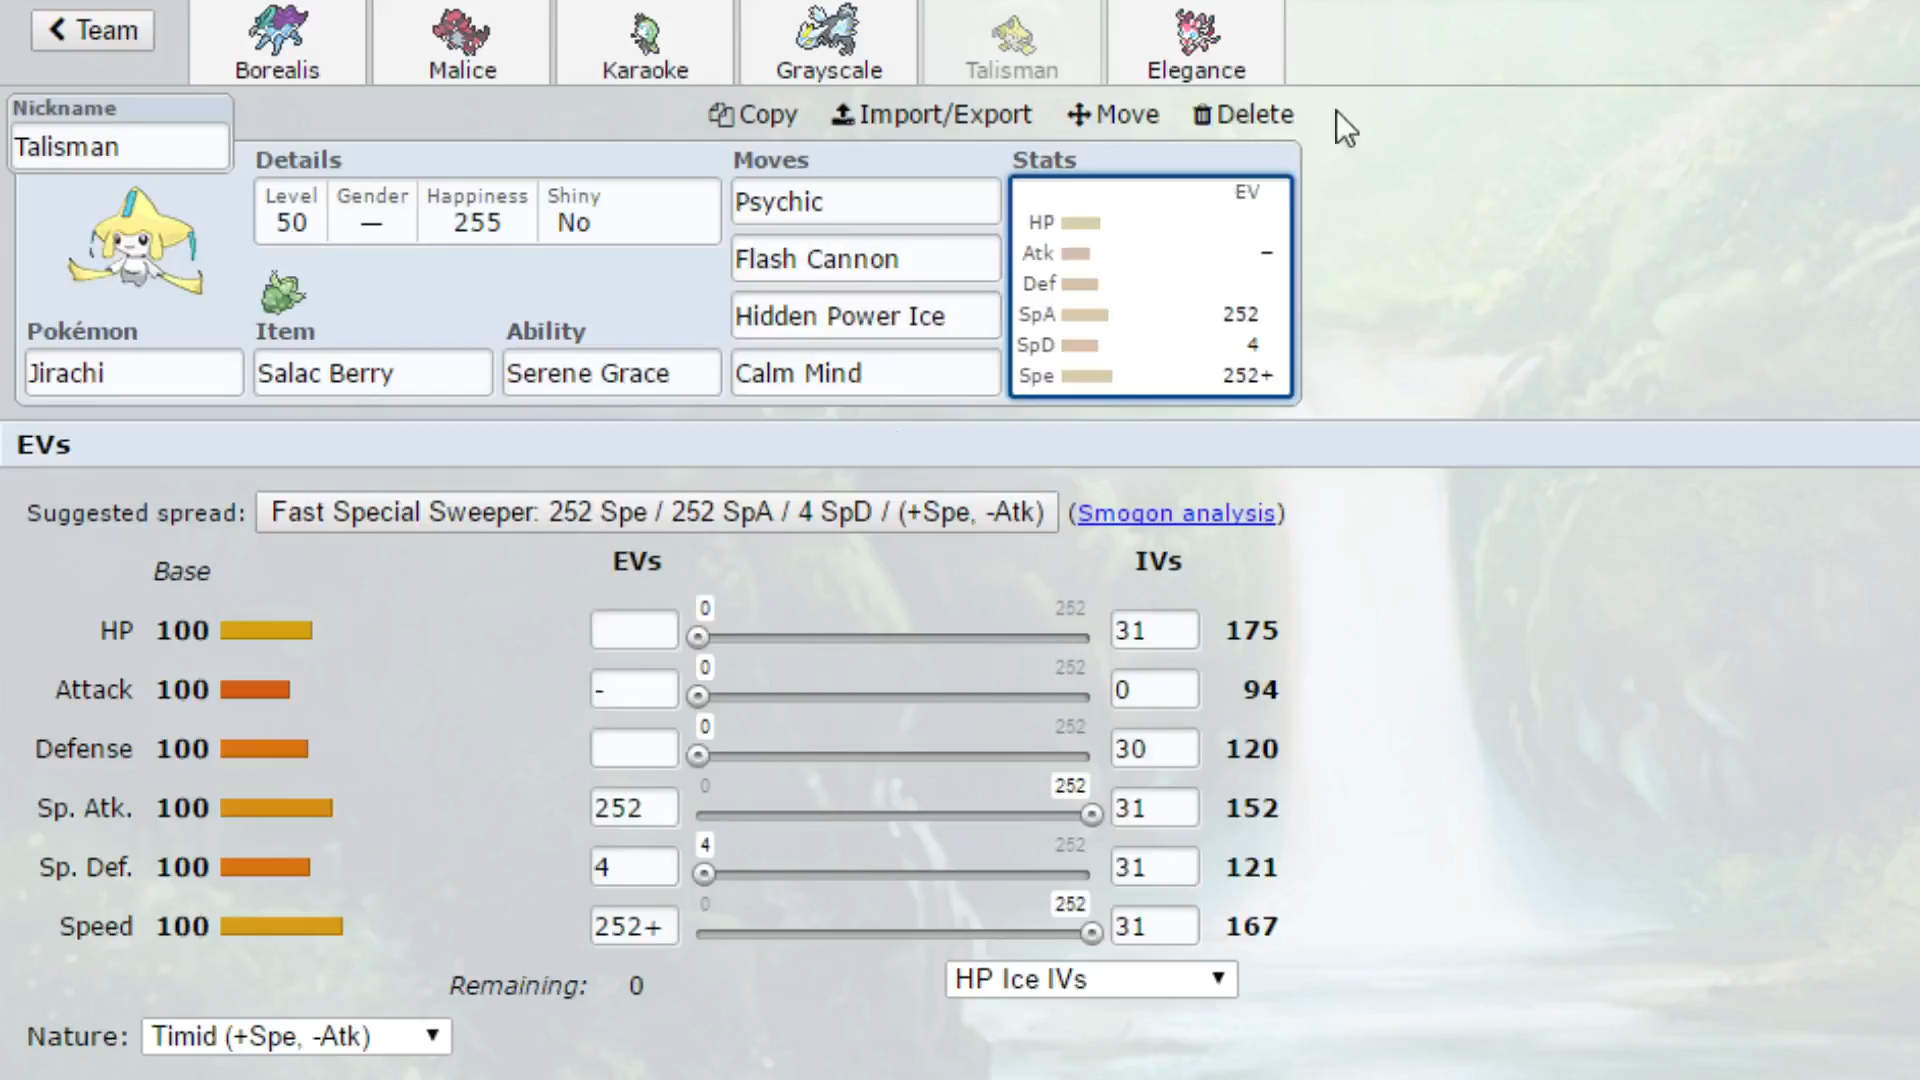 Team
Borealis
Malice
Karaoke
Grayscale
Talisman
Elegance
Copy Import/Export Move Delete
Nickname
Talisman
Details
Level Gender Happiness Shiny
50 — 255 No
Pokémon
Jirachi
Item
Salac Berry
Ability
Serene Grace
Moves
Psychic
Flash Cannon
Hidden Power Ice
Calm Mind
Stats
EV
HP
Atk -
Def
SpA 252
SpD 4
Spe 252+
EVs
Suggested spread: Fast Special Sweeper: 252 Spe / 252 SpA / 4 SpD / (+Spe, -Atk) (Smogon analysis)
Base EVs IVs
HP 100 0 252 31 175
Attack 100 - 0 252 0 94
Defense 100 0 252 30 120
Sp. Atk. 100 252 0 252 31 152
Sp. Def. 100 4 4 252 31 121
Speed 100 252+ 0 252 31 167
Remaining: 0 HP Ice IVs
Nature: Timid (+Spe, -Atk)